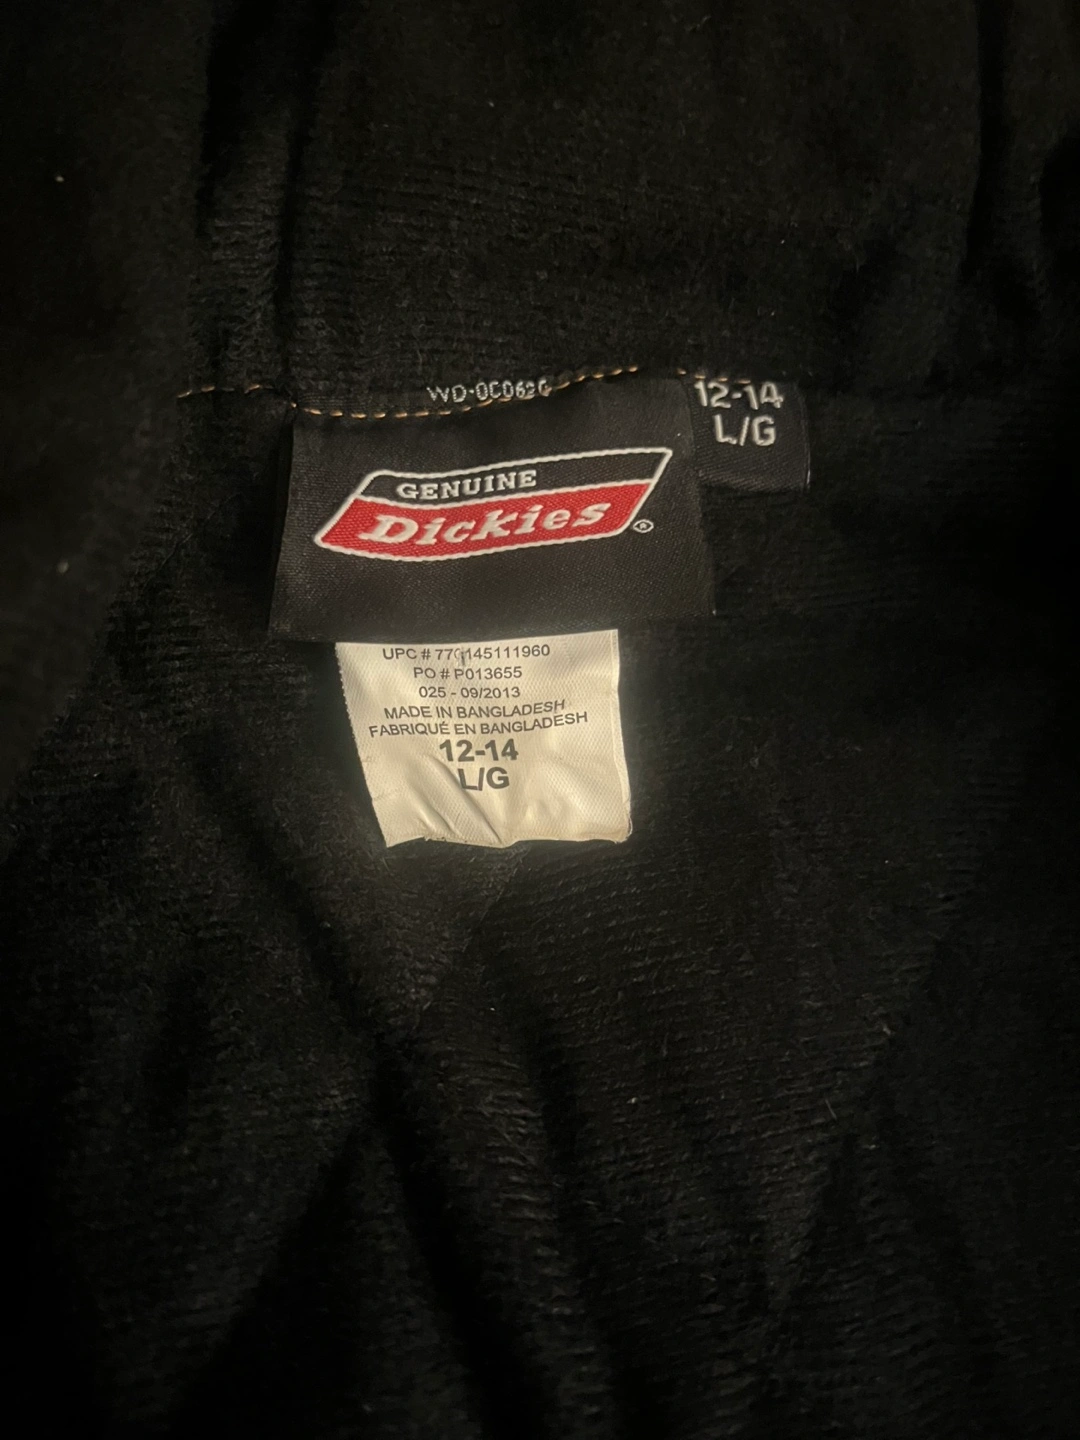 12-14
L/G
GENUINE
Dickies®
UPC #
PO # P013655
025 - 09/2013
MADE IN BANGLADESH
FABRIQUÉ EN BANGLADESH
12-14
L/G